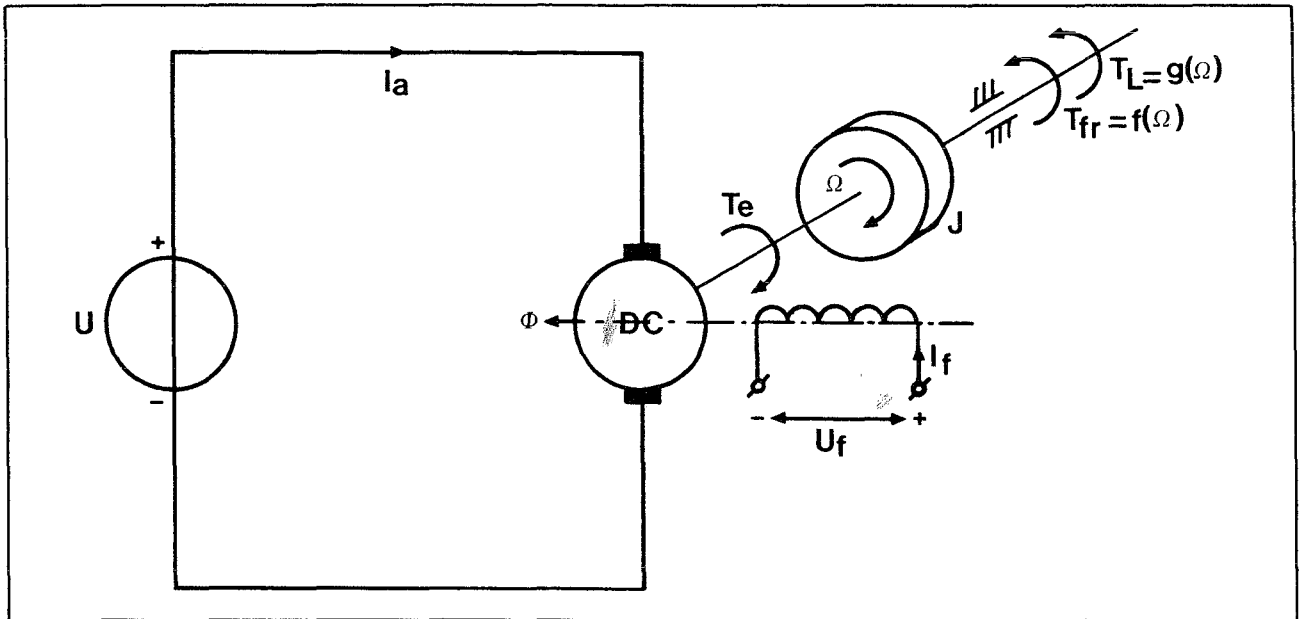 Ia
TL = g(Ω)
Tfr = f(Ω)
Ω
Te
J
+
U
Φ
DC
-
If
- +
Uf